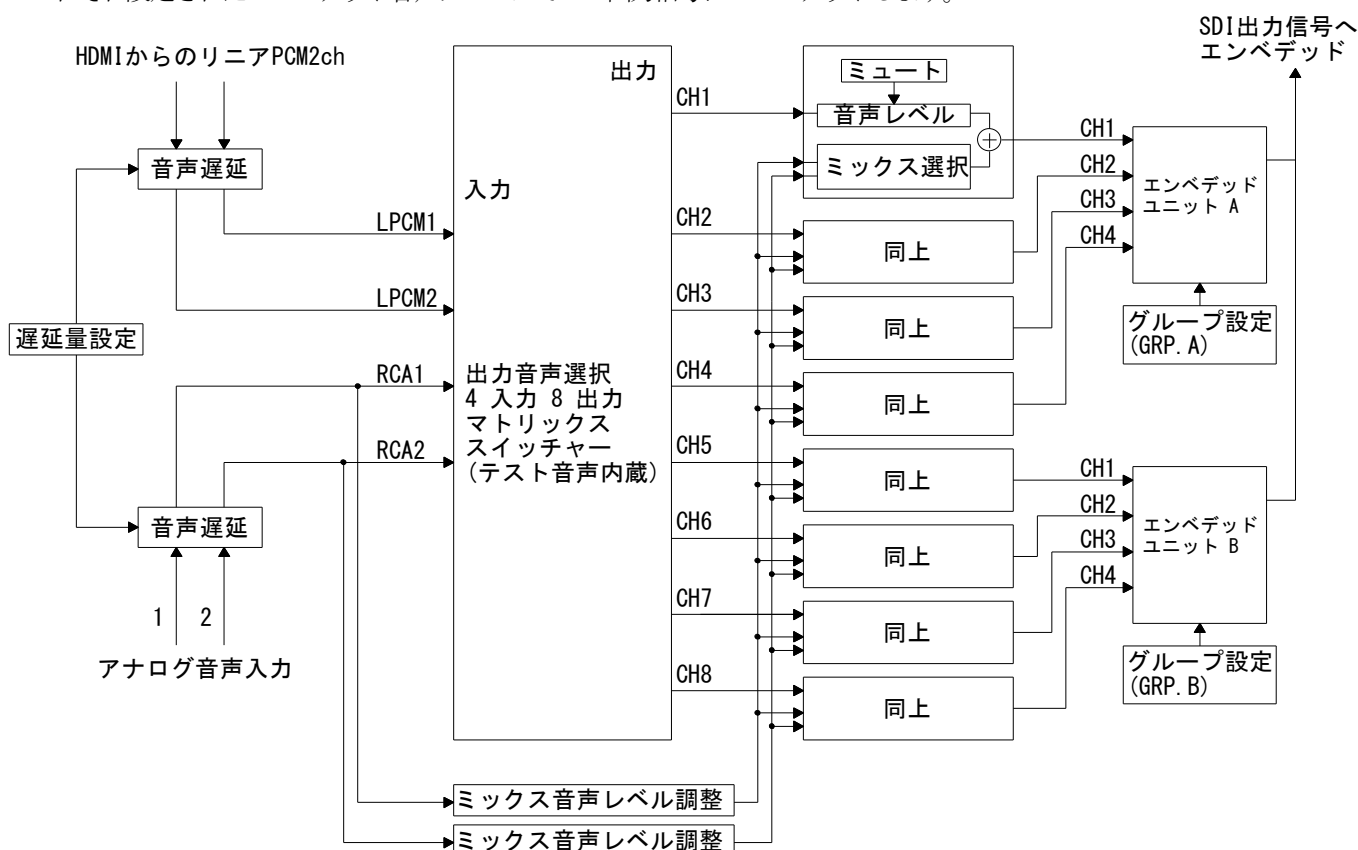 SDI出力信号へ
エンベデッド
HDMIからのリニアPCM2ch
出力
ミュート
CH1
音声レベル
CH1
音声遅延
ミックス選択
CH2
エンベデッド
ユニット A
入力
CH3
LPCM1
CH2
CH4
同上
LPCM2
CH3
グループ設定
(GRP.A)
遅延量設定
同上
RCA1
出力音声選択
4 入力 8 出力
マトリックス
スイッチャー
(テスト音声内蔵)
CH4
同上
RCA2
CH5
CH1
同上
CH2
エンベデッド
ユニット B
音声遅延
CH6
CH3
同上
CH4
1
2
CH7
同上
アナログ音声入力
グループ設定
(GRP.B)
CH8
同上
ミックス音声レベル調整
ミックス音声レベル調整